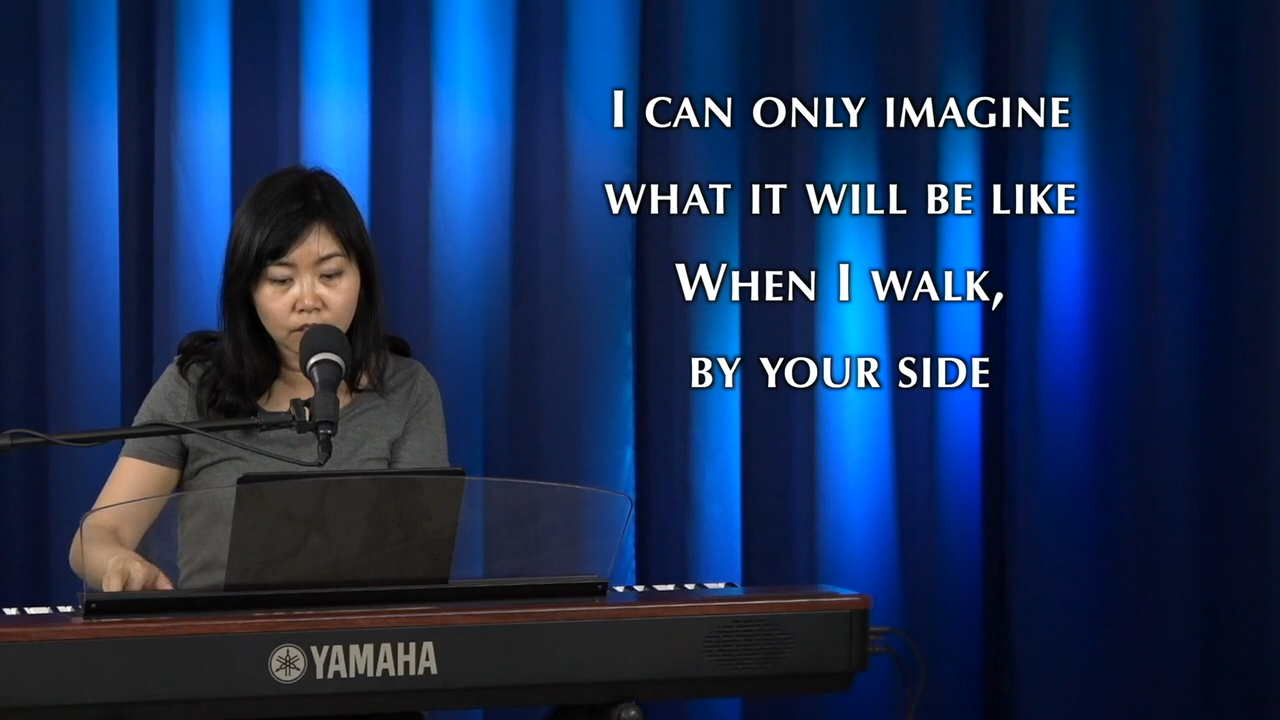 I CAN ONLY IMAGINE
WHAT IT WILL BE LIKE
WHEN I WALK,
BY YOUR SIDE
YAMAHA